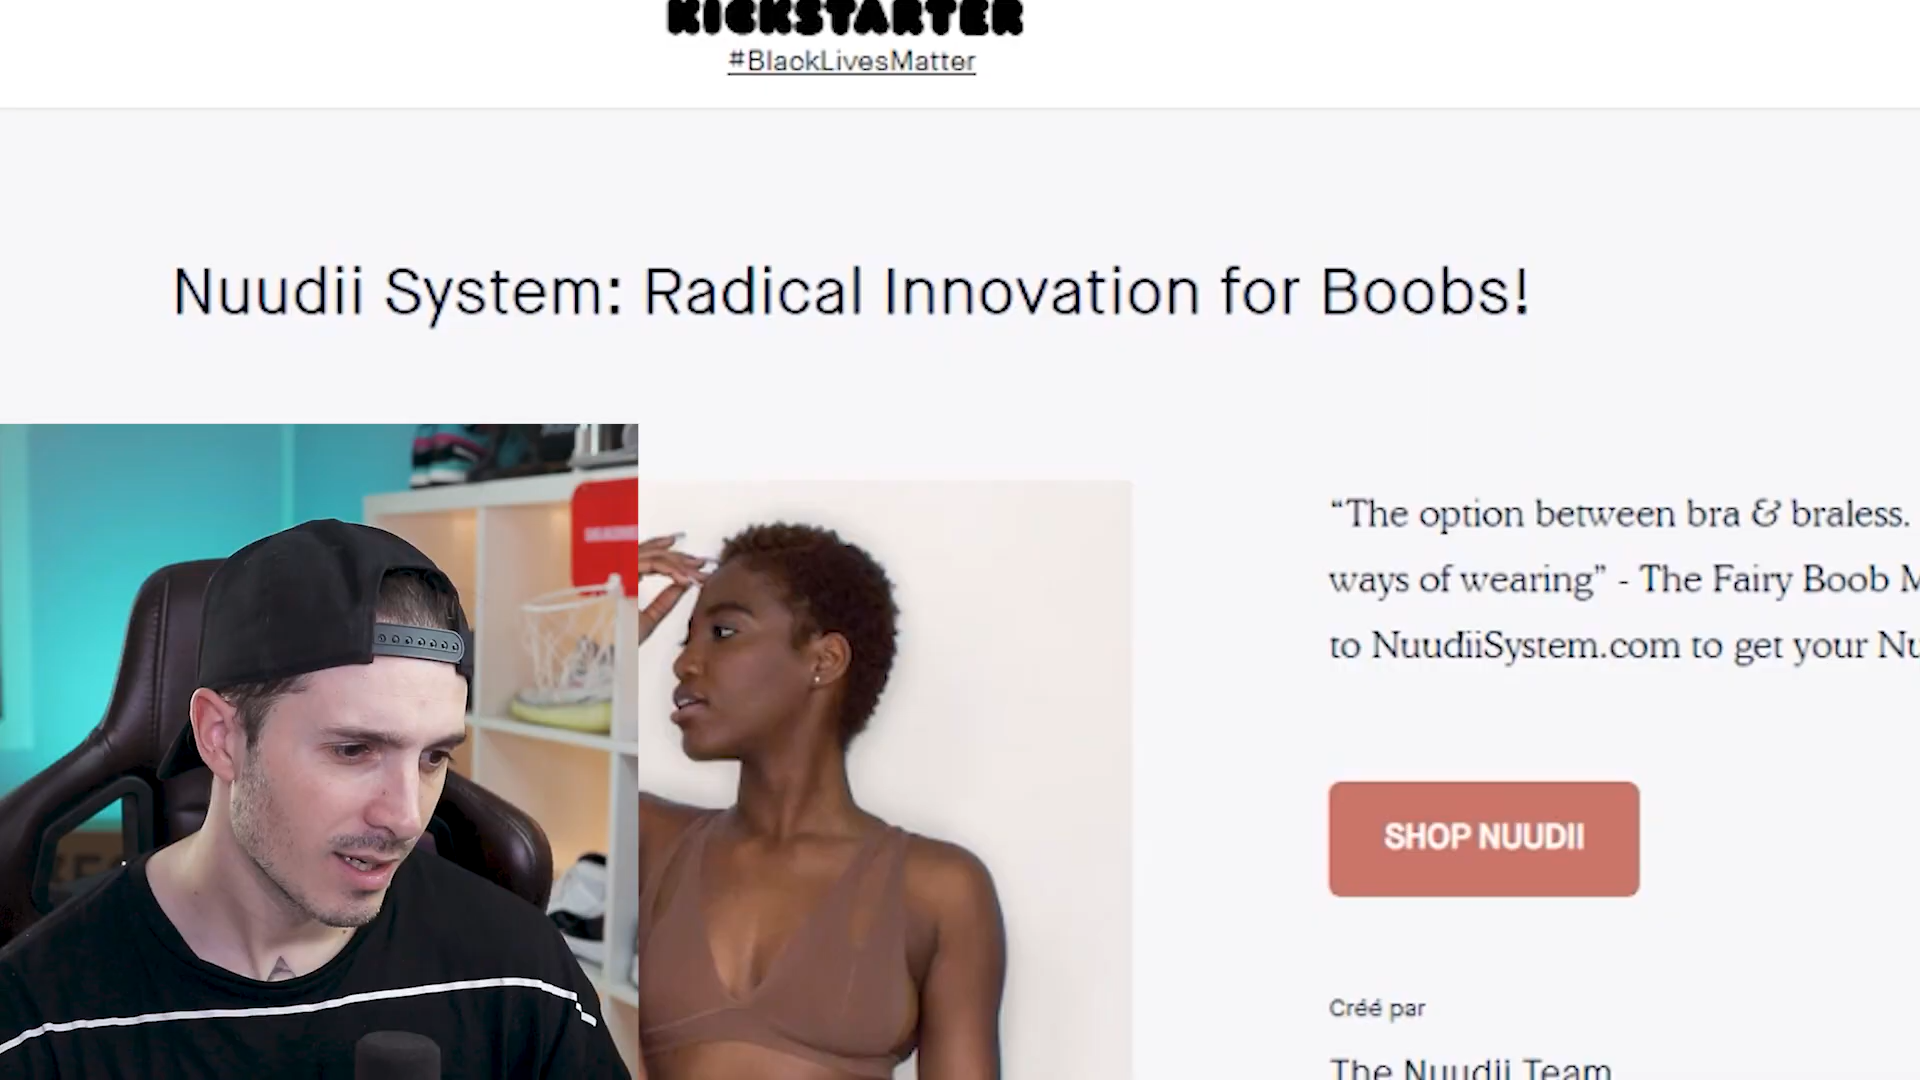 KICKSTARTER
#BlackLivesMatter
Nuudii System: Radical Innovation for Boobs!
“The option between bra & braless.
ways of wearing” - The Fairy Boob
to NuudiiSystem.com to get your
SHOP NUUDII
Créé par
The Nuudii Team